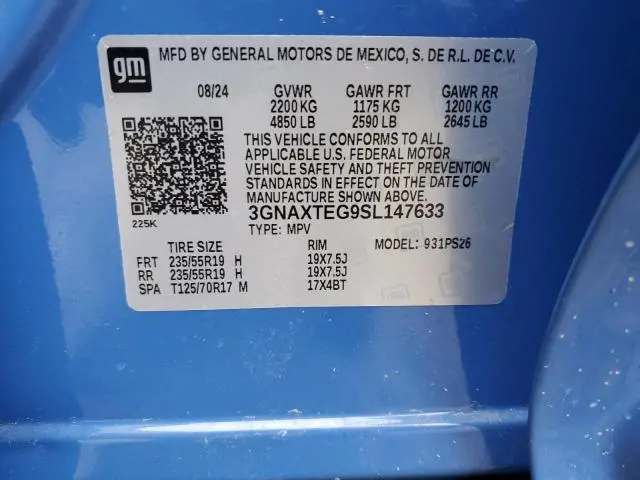 gm
MFD BY GENERAL MOTORS DE MEXICO, S. DE R.L. DE C.V.
08/24 GVWR GAWR FRT GAWR RR
2200 KG 1175 KG 1200 KG
4850 LB 2590 LB 2645 LB
THIS VEHICLE CONFORMS TO ALL
APPLICABLE U.S. FEDERAL MOTOR
VEHICLE SAFETY AND THEFT PREVENTION
STANDARDS IN EFFECT ON THE DATE OF
MANUFACTURE SHOWN ABOVE.
225K
3GNAXTEG9SL147633
TYPE: MPV
TIRE SIZE RIM MODEL: 931PS26
FRT 235/55R19 H 19X7.5J
RR 235/55R19 H 19X7.5J
SPA T125/70R17 M 17X4BT